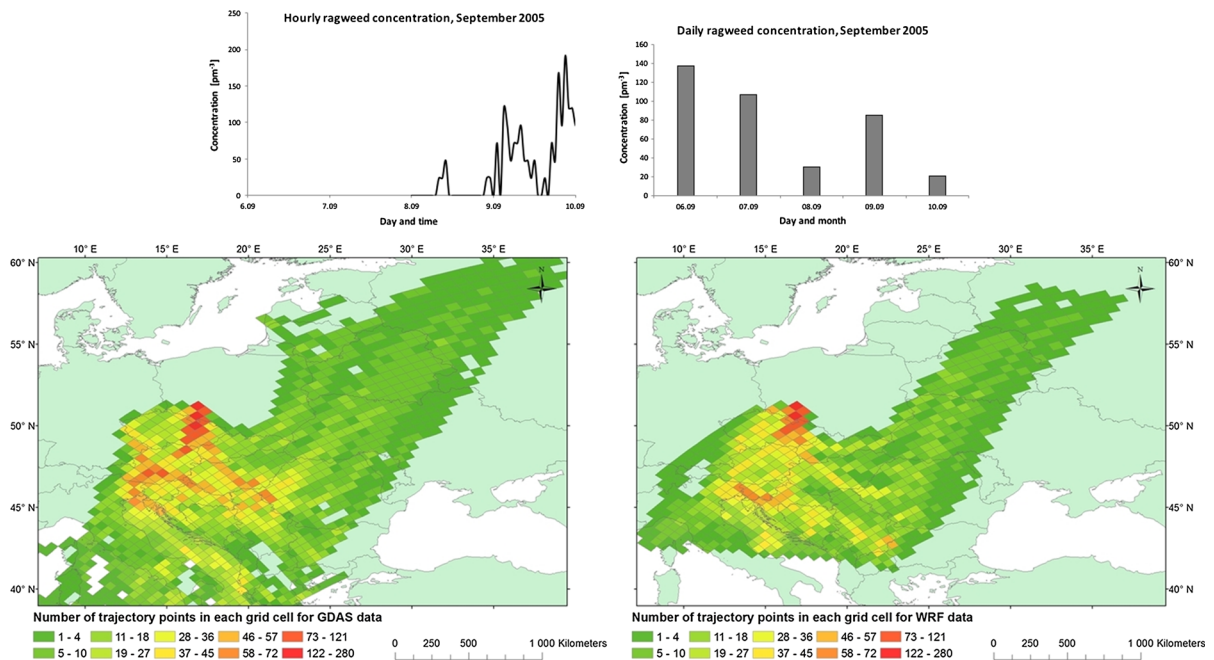 Hourly ragweed concentration, September 2005
Concentration [pm⁻³]
250
200
150
100
50
0
6.09 7.09 8.09 9.09 10.09
Day and time
Daily ragweed concentration, September 2005
Concentration [pm⁻³]
160
140
120
100
80
60
40
20
0
06.09 07.09 08.09 09.09 10.09
Day and month
10° E 15° E 20° E 30° E 35° E
60° N
55° N
50° N
45° N
40° N
N
Number of trajectory points in each grid cell for GDAS data
1 - 4 11 - 18 28 - 36 46 - 57 73 - 121
5 - 10 19 - 27 37 - 45 58 - 72 122 - 280
0 250 500 1 000 Kilometers
10° E 15° E 20° E 30° E 35° E
60° N
55° N
50° N
45° N
40° N
N
Number of trajectory points in each grid cell for WRF data
1 - 4 11 - 18 28 - 36 46 - 57 73 - 121
5 - 10 19 - 27 37 - 45 58 - 72 122 - 280
0 250 500 1 000 Kilometers